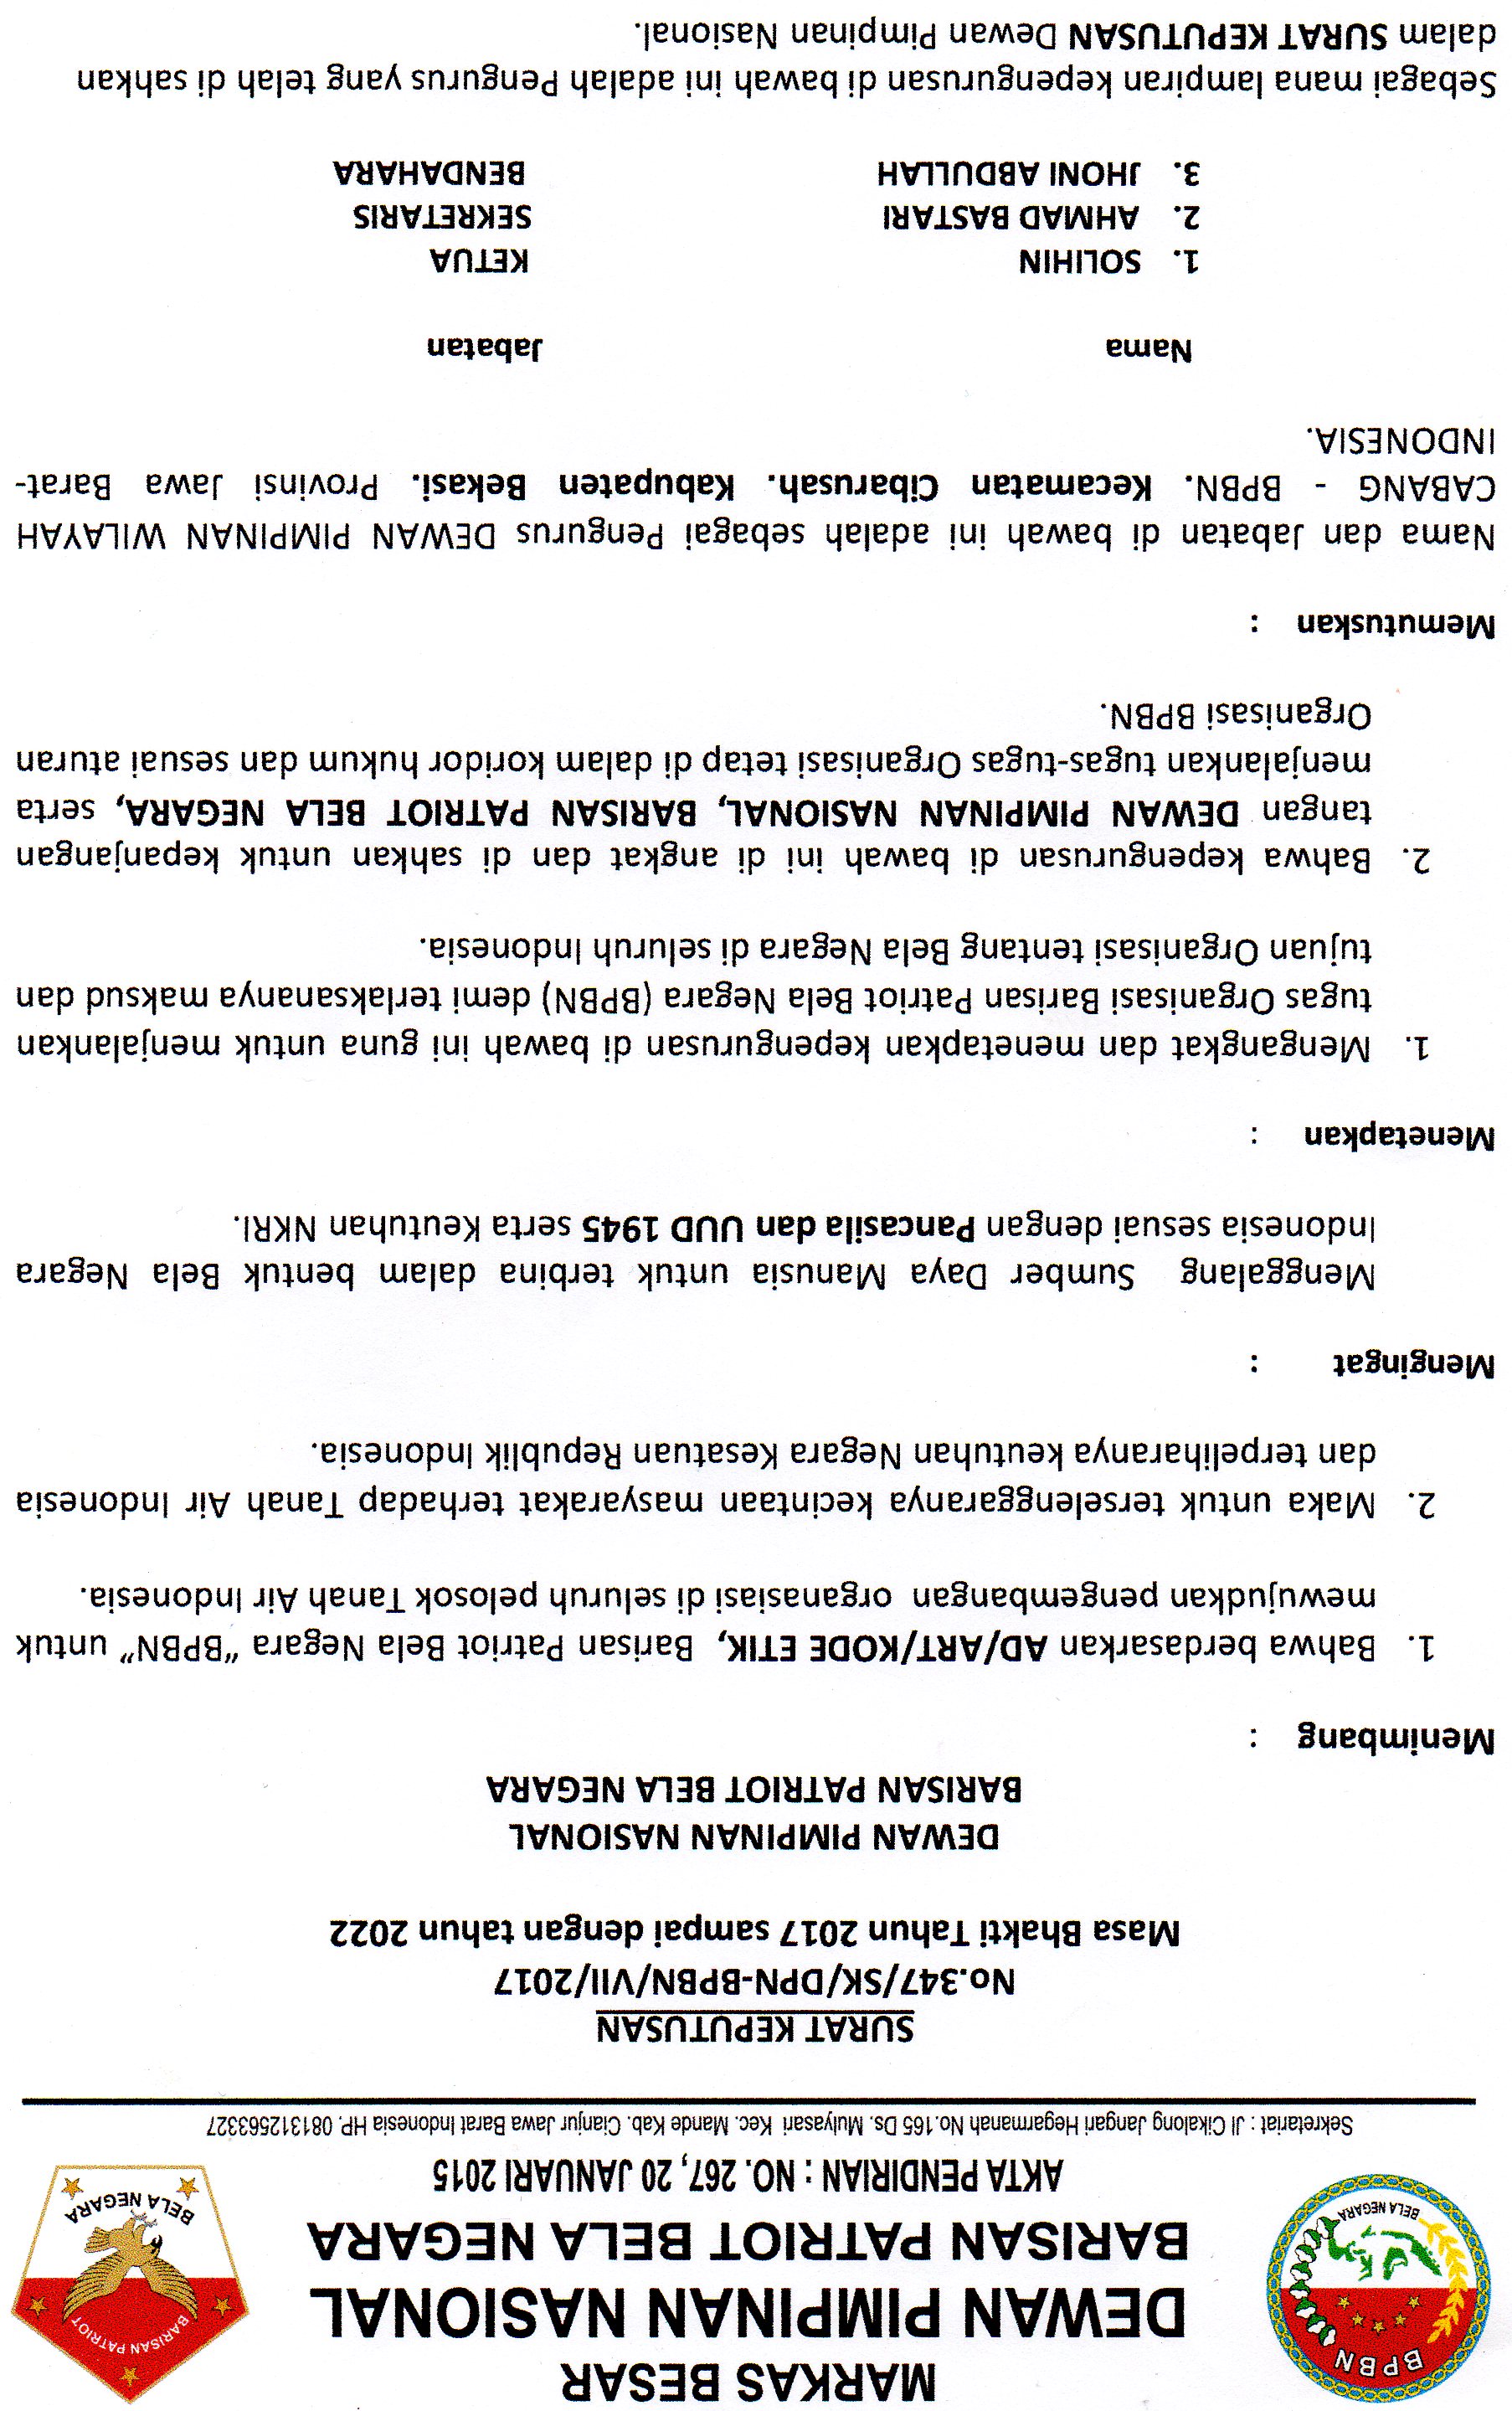 MARKAS BESAR
DEWAN PIMPINAN NASIONAL
BARISAN PATRIOT BELA NEGARA
AKTA PENDIRIAN : NO. 267, 20 JANUARI 2015
Sekretariat : Jl Cikalong Jangari Hegarmanah No.165 Ds. Mulyasari Kec. Mande Kab. Cianjur Jawa Barat Indonesia HP. 081312563327
BPBN
BELA NEGARA
BARISAN PATRIOT
BELA NEGARA
SURAT KEPUTUSAN
No.347/SK/DPN-BPBN/VII/2017
Masa Bhakti Tahun 2017 sampai dengan tahun 2022
DEWAN PIMPINAN NASIONAL
BARISAN PATRIOT BELA NEGARA
Menimbang :
1. Bahwa berdasarkan AD/ART/KODE ETIK, Barisan Patriot Bela Negara "BPBN" untuk
mewujudkan pengembangan organasiasi di seluruh pelosok Tanah Air Indonesia.
2. Maka untuk terselenggaranya kecintaan masyarakat terhadap Tanah Air Indonesia
dan terpeliharanya keutuhan Negara Kesatuan Republik Indonesia.
Mengingat :
Menggalang Sumber Daya Manusia untuk terbina dalam bentuk Bela Negara
Indonesia sesuai dengan Pancasila dan UUD 1945 serta Keutuhan NKRI.
Menetapkan :
1. Mengangkat dan menetapkan kepengurusan di bawah ini guna untuk menjalankan
tugas Organisasi Barisan Patriot Bela Negara (BPBN) demi terlaksananya maksud dan
tujuan Organisasi tentang Bela Negara di seluruh Indonesia.
2. Bahwa kepengurusan di bawah ini di angkat dan di sahkan untuk kepanjangan
tangan DEWAN PIMPINAN NASIONAL, BARISAN PATRIOT BELA NEGARA, serta
menjalankan tugas-tugas Organisasi tetap di dalam koridor hukum dan sesuai aturan
Organisasi BPBN.
Memutuskan :
Nama dan Jabatan di bawah ini adalah sebagai Pengurus DEWAN PIMPINAN WILAYAH
CABANG - BPBN. Kecamatan Cibarusah. Kabupaten Bekasi. Provinsi Jawa Barat-
INDONESIA.
Nama Jabatan
1. SOLIHIN KETUA
2. AHMAD BASTARI SEKRETARIS
3. JHONI ABDULLAH BENDAHARA
Sebagai mana lampiran kepengurusan di bawah ini adalah Pengurus yang telah di sahkan
dalam SURAT KEPUTUSAN Dewan Pimpinan Nasional.